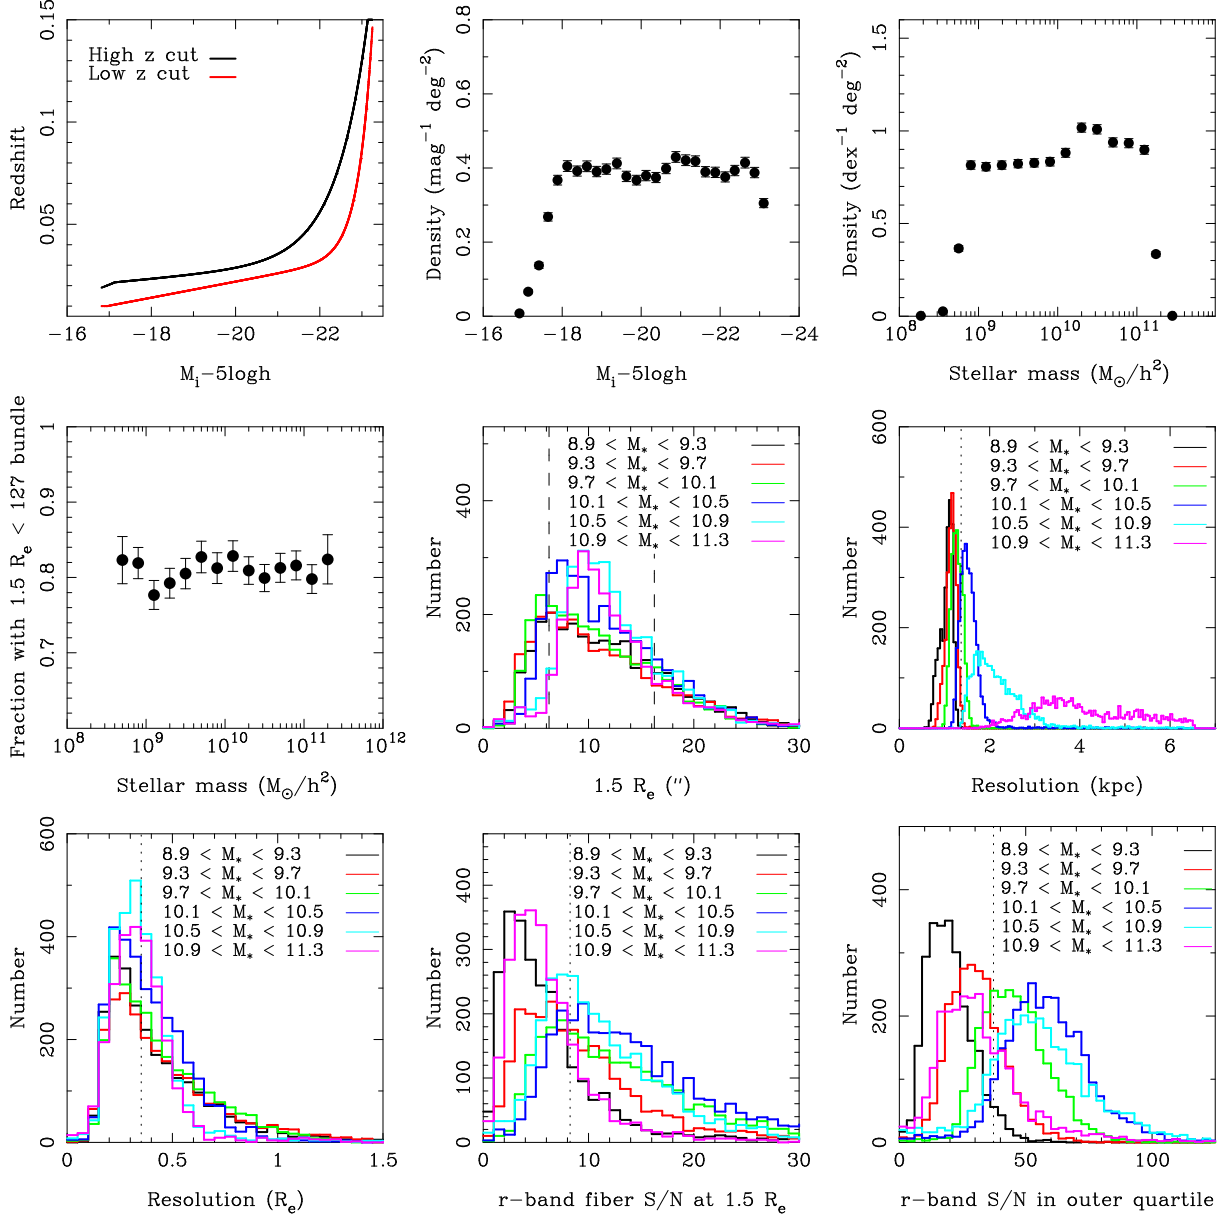 0.15
0.1
0.05
Redshift
High z cut
Low z cut
−16 −18 −20 −22
M_i−5logh
0.8
0.6
0.4
0.2
0
Density (mag^−1 deg^−2)
−16 −18 −20 −22 −24
M_i−5logh
1.5
1
0.5
0
Density (dex^−1 deg^−2)
10^8 10^9 10^10 10^11
Stellar mass (M_⊙/h^2)
1
0.9
0.8
0.7
Fraction with 1.5 R_e < 127 bundle
10^8 10^9 10^10 10^11 10^12
Stellar mass (M_⊙/h^2)
400
200
0
Number
8.9 < M_* < 9.3
9.3 < M_* < 9.7
9.7 < M_* < 10.1
10.1 < M_* < 10.5
10.5 < M_* < 10.9
10.9 < M_* < 11.3
0 10 20 30
1.5 R_e (″)
600
400
200
0
Number
8.9 < M_* < 9.3
9.3 < M_* < 9.7
9.7 < M_* < 10.1
10.1 < M_* < 10.5
10.5 < M_* < 10.9
10.9 < M_* < 11.3
0 2 4 6
Resolution (kpc)
600
400
200
0
Number
8.9 < M_* < 9.3
9.3 < M_* < 9.7
9.7 < M_* < 10.1
10.1 < M_* < 10.5
10.5 < M_* < 10.9
10.9 < M_* < 11.3
0 0.5 1 1.5
Resolution (R_e)
400
300
200
100
0
Number
8.9 < M_* < 9.3
9.3 < M_* < 9.7
9.7 < M_* < 10.1
10.1 < M_* < 10.5
10.5 < M_* < 10.9
10.9 < M_* < 11.3
0 10 20 30
r−band fiber S/N at 1.5 R_e
400
200
0
Number
8.9 < M_* < 9.3
9.3 < M_* < 9.7
9.7 < M_* < 10.1
10.1 < M_* < 10.5
10.5 < M_* < 10.9
10.9 < M_* < 11.3
0 50 100
r−band S/N in outer quartile